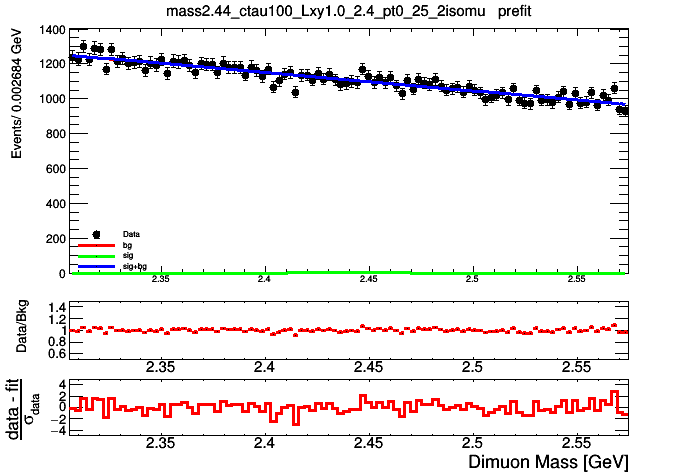 mass2.44_ctau100_Lxy1.0_2.4_pt0_25_2isomu prefit
Events/ 0.002684 GeV
1400
1200
1000
800
600
400
200
0
Data
bg
sig
sig+bg
2.35 2.4 2.45 2.5 2.55
Data/Bkg
1.4
1.2
1
0.8
0.6
2.35 2.4 2.45 2.5 2.55
data - fit
σdata
4
2
0
−2
−4
2.35 2.4 2.45 2.5 2.55
Dimuon Mass [GeV]